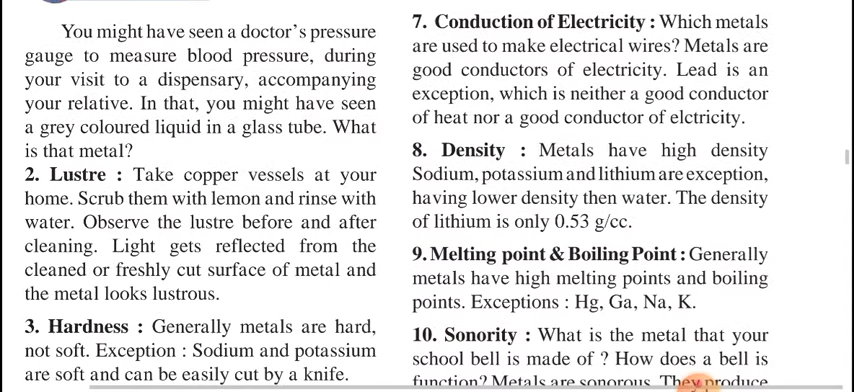 You might have seen a doctor's pressure
gauge to measure blood pressure, during
your visit to a dispensary, accompanying
your relative. In that, you might have seen
a grey coloured liquid in a glass tube. What
is that metal?
2. Lustre : Take copper vessels at your
home. Scrub them with lemon and rinse with
water. Observe the lustre before and after
cleaning. Light gets reflected from the
cleaned or freshly cut surface of metal and
the metal looks lustrous.
3. Hardness : Generally metals are hard,
not soft. Exception : Sodium and potassium
are soft and can be easily cut by a knife.
7. Conduction of Electricity : Which metals
are used to make electrical wires? Metals are
good conductors of electricity. Lead is an
exception, which is neither a good conductor
of heat nor a good conductor of elctricity.
8. Density : Metals have high density
Sodium, potassium and lithium are exception,
having lower density then water. The density
of lithium is only 0.53 g/cc.
9. Melting point & Boiling Point : Generally
metals have high melting points and boiling
points. Exceptions : Hg, Ga, Na, K.
10. Sonority : What is the metal that your
school bell is made of ? How does a bell is
function? Metals are sonorous. They produce